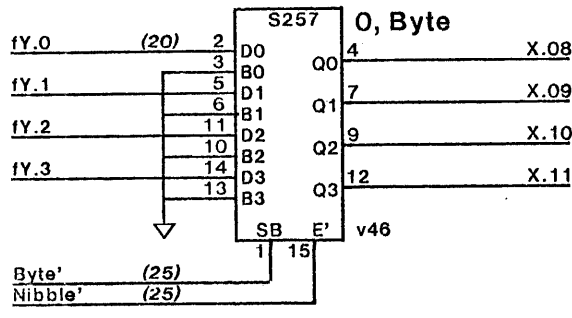 S257
0, Byte
fY.0 (20) 2 D0 Q0 4 X.08
3 B0
fY.1 5 D1 Q1 7 X.09
6 B1
fY.2 11 D2 Q2 9 X.10
10 B2
fY.3 14 D3 Q3 12 X.11
13 B3
SB E' v46
1 15
Byte' (25)
Nibble' (25)